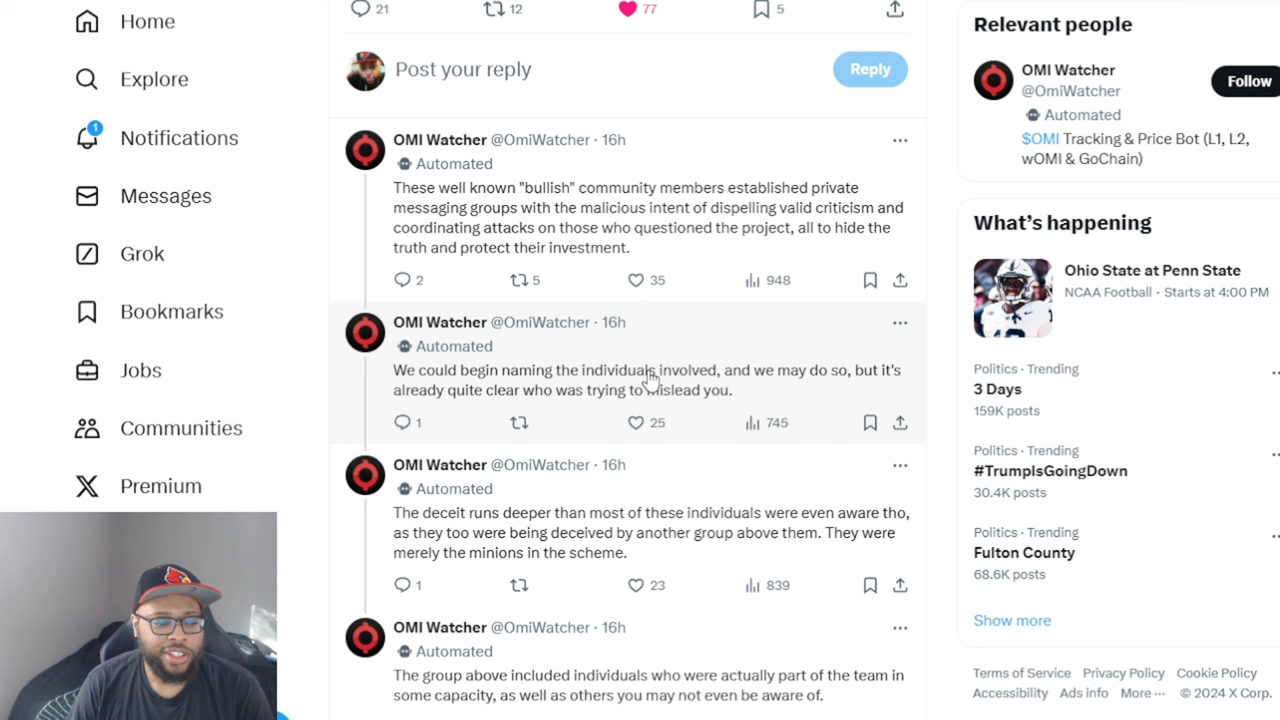 Home
Explore
1
Notifications
Messages
Grok
Bookmarks
Jobs
Communities
Premium
21
12
77
5
Post your reply
Reply
OMI Watcher @OmiWatcher · 16h
Automated
These well known "bullish" community members established private
messaging groups with the malicious intent of dispelling valid criticism and
coordinating attacks on those who questioned the project, all to hide the
truth and protect their investment.
2
5
35
948
OMI Watcher @OmiWatcher · 16h
Automated
We could begin naming the individuals involved, and we may do so, but it's
already quite clear who was trying to mislead you.
1
25
745
OMI Watcher @OmiWatcher · 16h
Automated
The deceit runs deeper than most of these individuals were even aware tho,
as they too were being deceived by another group above them. They were
merely the minions in the scheme.
1
23
839
OMI Watcher @OmiWatcher · 16h
Automated
The group above included individuals who were actually part of the team in
some capacity, as well as others you may not even be aware of.
Relevant people
OMI Watcher
@OmiWatcher
Follow
Automated
$OMI Tracking & Price Bot (L1, L2,
wOMI & GoChain)
What's happening
Ohio State at Penn State
NCAA Football · Starts at 4:00 PM
Politics · Trending
3 Days
159K posts
Politics · Trending
#TrumpIsGoingDown
30.4K posts
Politics · Trending
Fulton County
68.6K posts
Show more
Terms of Service Privacy Policy Cookie Policy
Accessibility Ads info More ··· © 2024 X Corp.